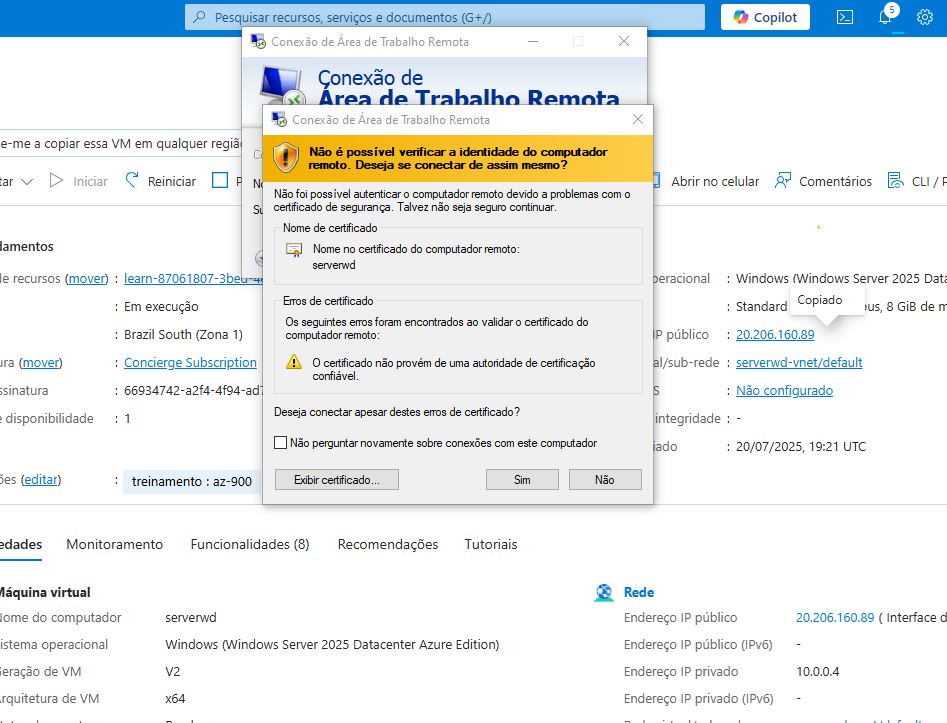 Pesquisar recursos, serviços e documentos (G+/)
Copilot
5
Conexão de Área de Trabalho Remota
Conexão de
Área de Trabalho Remota
Conexão de Área de Trabalho Remota
Não é possível verificar a identidade do computador
remoto. Deseja se conectar de assim mesmo?
Não foi possível autenticar o computador remoto devido a problemas com o
certificado de segurança. Talvez não seja seguro continuar.
Nome de certificado
Nome no certificado do computador remoto:
serverwd
Erros de certificado
Os seguintes erros foram encontrados ao validar o certificado do
computador remoto:
O certificado não provém de uma autoridade de certificação
confiável.
Deseja conectar apesar destes erros de certificado?
Não perguntar novamente sobre conexões com este computador
Exibir certificado...
Sim
Não
e-me a copiar essa VM em qualquer região
tar
Iniciar
Reiniciar
P
Abrir no celular
Comentários
CLI / P
damentos
de recursos (mover) : learn-87061807-3bed-4
: Em execução
: Brazil South (Zona 1)
ura (mover) : Concierge Subscription
ssinatura : 66934742-a2f4-4f94-ad7
e disponibilidade : 1
ões (editar) : treinamento : az-900
peracional : Windows (Windows Server 2025 Data
: Standard
pus, 8 GiB de m
Copiado
IP público : 20.206.160.89
al/sub-rede : serverwd-vnet/default
S : Não configurado
integridade : -
iado : 20/07/2025, 19:21 UTC
edades
Monitoramento
Funcionalidades (8)
Recomendações
Tutoriais
Máquina virtual
Nome do computador serverwd
istema operacional Windows (Windows Server 2025 Datacenter Azure Edition)
Geração de VM V2
Arquitetura de VM x64
Rede
Endereço IP público 20.206.160.89 ( Interface d
Endereço IP público (IPv6) -
Endereço IP privado 10.0.0.4
Endereço IP privado (IPv6) -